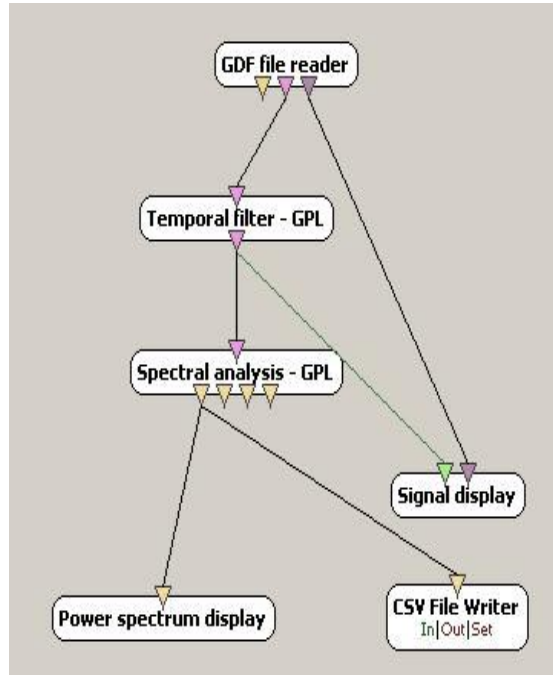 GDF file reader
Temporal filter - GPL
Spectral analysis - GPL
Signal display
Power spectrum display
CSV File Writer
In|Out|Set